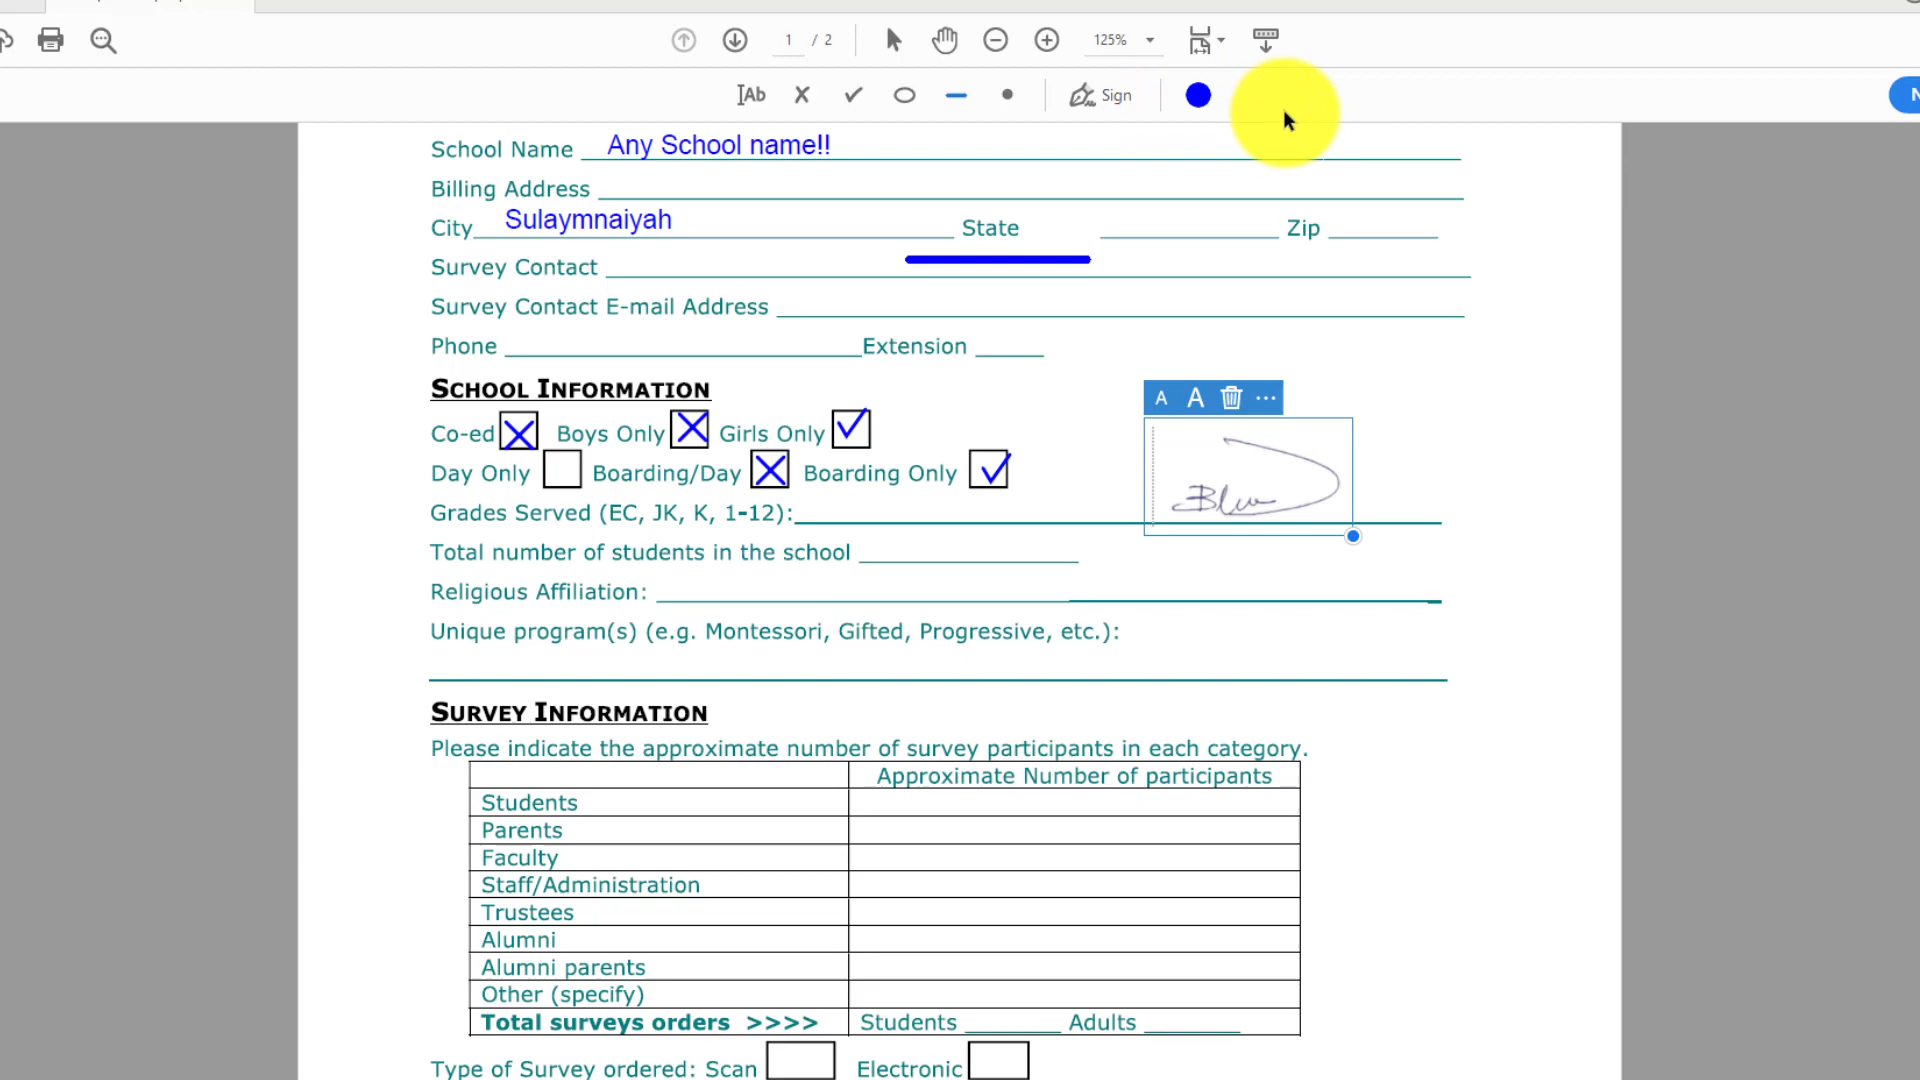 1 / 2 125%
Ab Sign N
School Name Any School name!!
Billing Address
City Sulaymnaiyah State Zip
Survey Contact
Survey Contact E-mail Address
Phone Extension
SCHOOL INFORMATION
A A
Co-ed Boys Only Girls Only
Day Only Boarding/Day Boarding Only
Grades Served (EC, JK, K, 1-12):
Total number of students in the school
Religious Affiliation:
Unique program(s) (e.g. Montessori, Gifted, Progressive, etc.):
SURVEY INFORMATION
Please indicate the approximate number of survey participants in each category.
Approximate Number of participants
Students
Parents
Faculty
Staff/Administration
Trustees
Alumni
Alumni parents
Other (specify)
Total surveys orders >>>> Students Adults
Type of Survey ordered: Scan Electronic